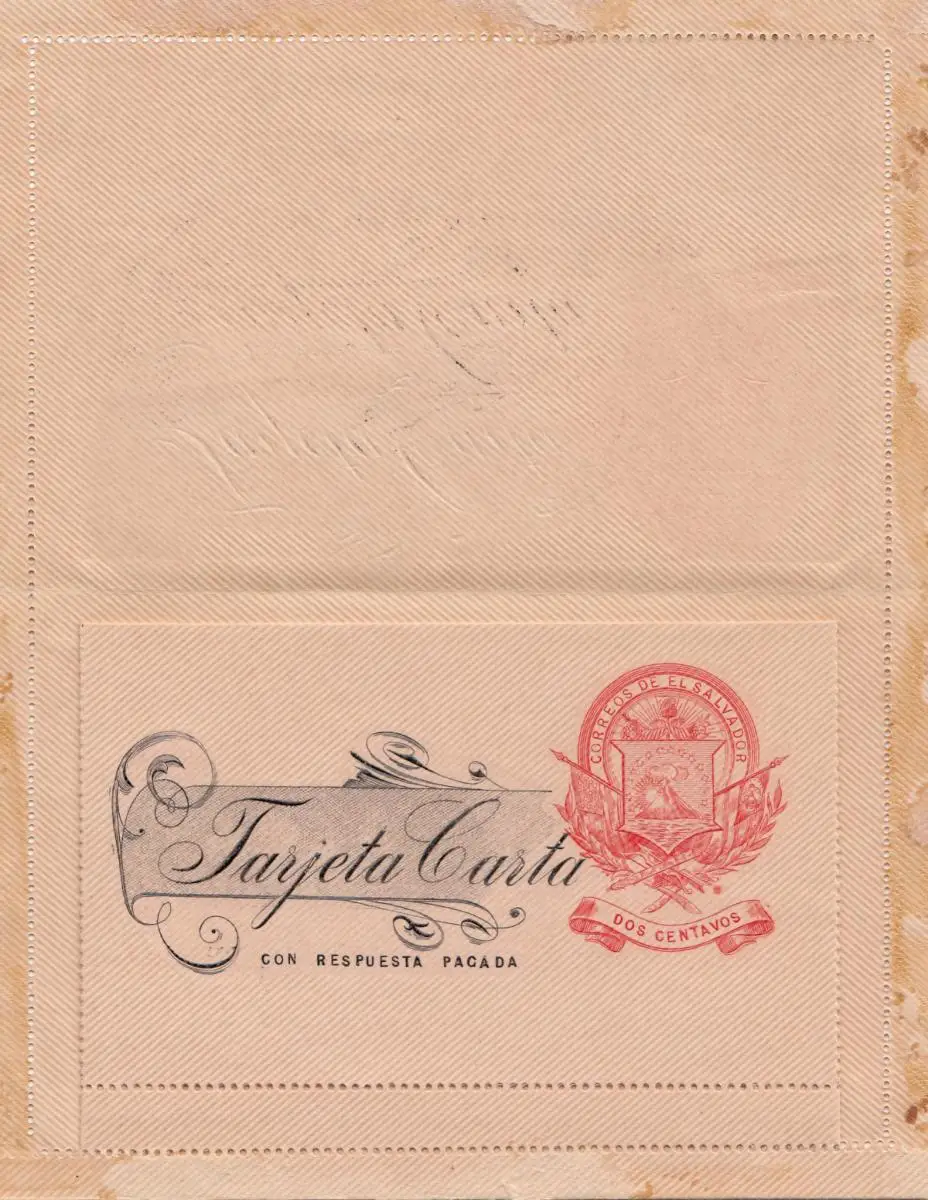 CORREOS DE EL SALVADOR
Tarjeta Carta
DOS CENTAVOS
CON RESPUESTA PAGADA